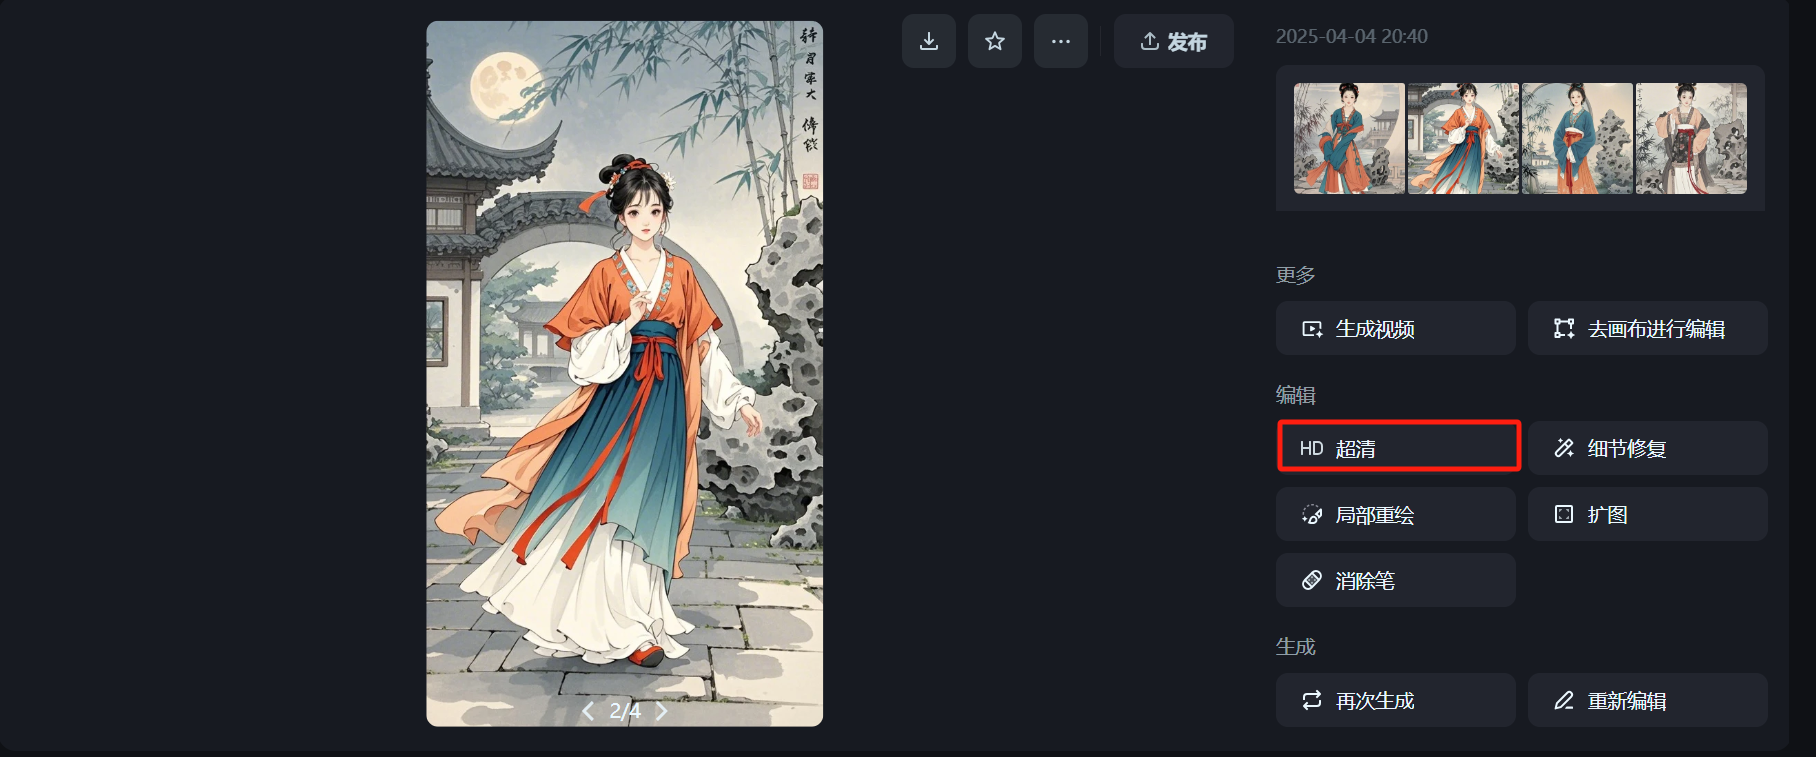 发布
2025-04-04 20:40
更多
生成视频
去画布进行编辑
编辑
HD 超清
细节修复
局部重绘
扩图
消除笔
生成
再次生成
重新编辑
2/4